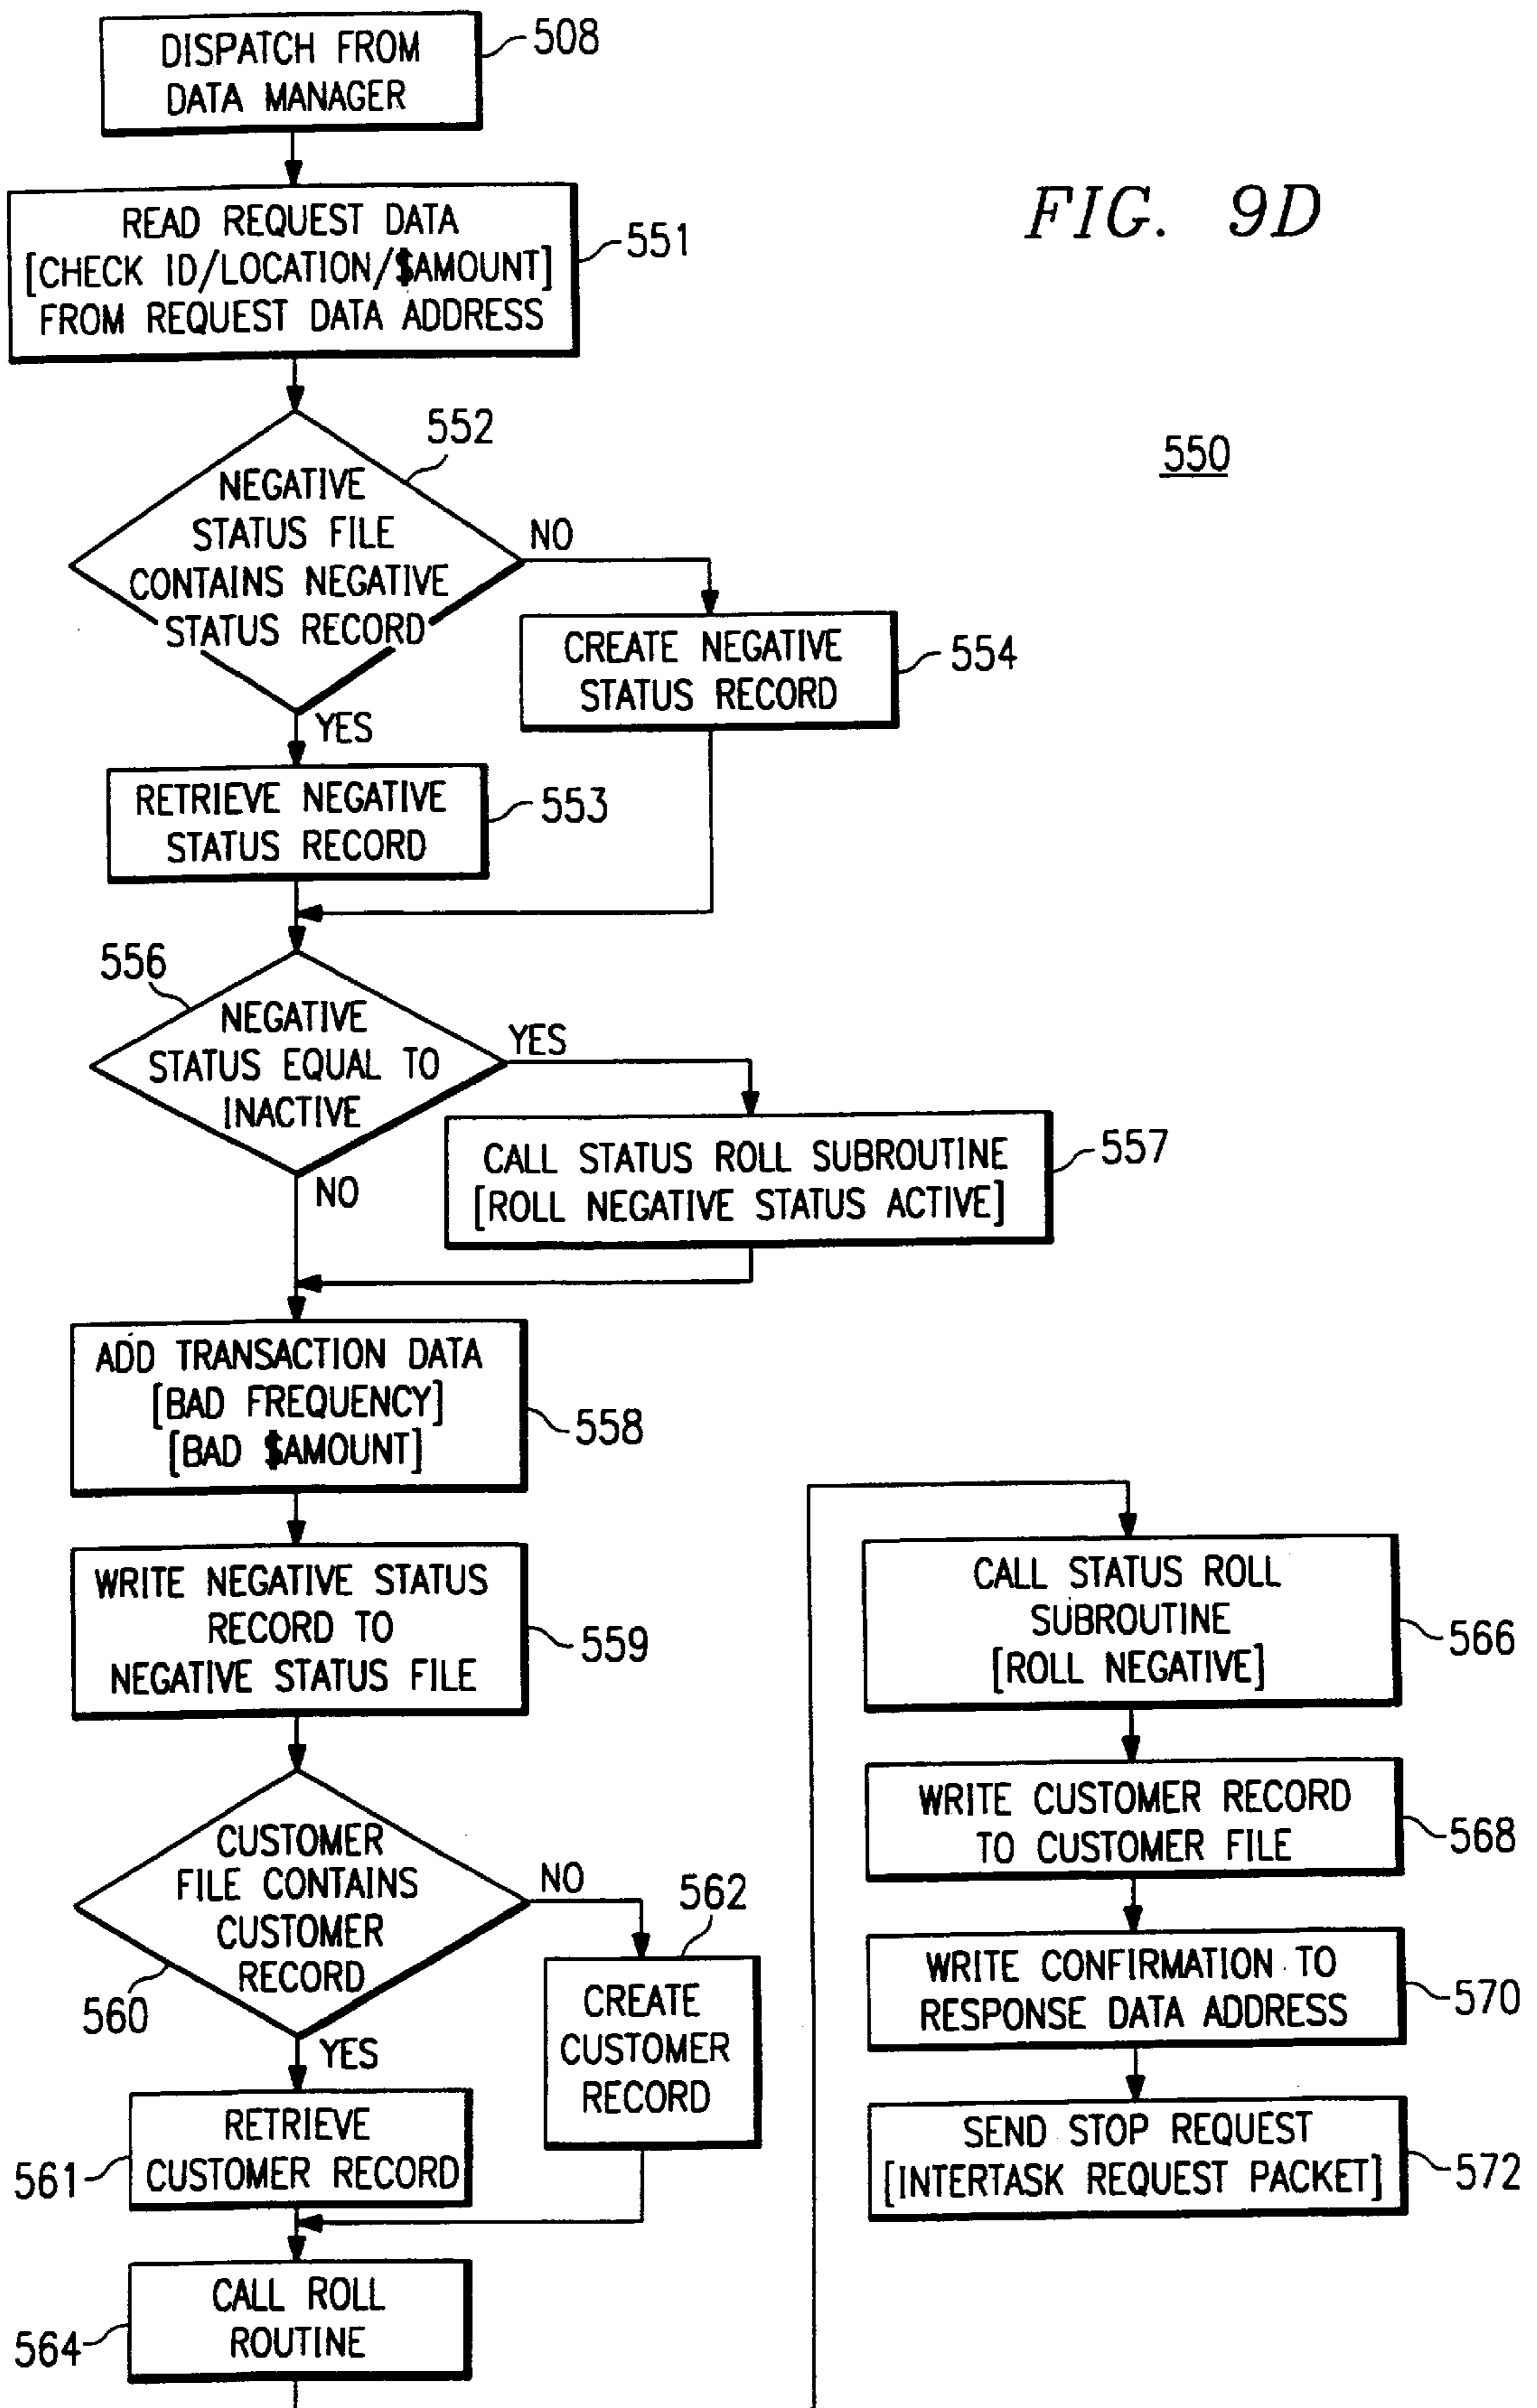 DISPATCH FROM
DATA MANAGER
508
FIG. 9D
READ REQUEST DATA
[CHECK ID/LOCATION/$AMOUNT]
FROM REQUEST DATA ADDRESS
551
550
552
NEGATIVE
STATUS FILE
CONTAINS NEGATIVE
STATUS RECORD
NO
CREATE NEGATIVE
STATUS RECORD
554
YES
RETRIEVE NEGATIVE
STATUS RECORD
553
556
NEGATIVE
STATUS EQUAL TO
INACTIVE
YES
CALL STATUS ROLL SUBROUTINE
[ROLL NEGATIVE STATUS ACTIVE]
557
NO
ADD TRANSACTION DATA
[BAD FREQUENCY]
[BAD $AMOUNT]
558
WRITE NEGATIVE STATUS
RECORD TO
NEGATIVE STATUS FILE
559
CUSTOMER
FILE CONTAINS
CUSTOMER
RECORD
560
NO
562
CREATE
CUSTOMER
RECORD
YES
RETRIEVE
CUSTOMER RECORD
561
CALL ROLL
ROUTINE
564
CALL STATUS ROLL
SUBROUTINE
[ROLL NEGATIVE]
566
WRITE CUSTOMER RECORD
TO CUSTOMER FILE
568
WRITE CONFIRMATION TO
RESPONSE DATA ADDRESS
570
SEND STOP REQUEST
[INTERTASK REQUEST PACKET]
572